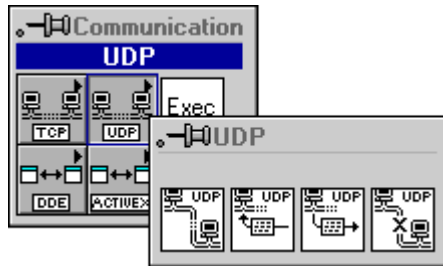 Communication
UDP
TCP
UDP
Exec
DDE
ACTIVEX
UDP
UDP
UDP
UDP
UDP